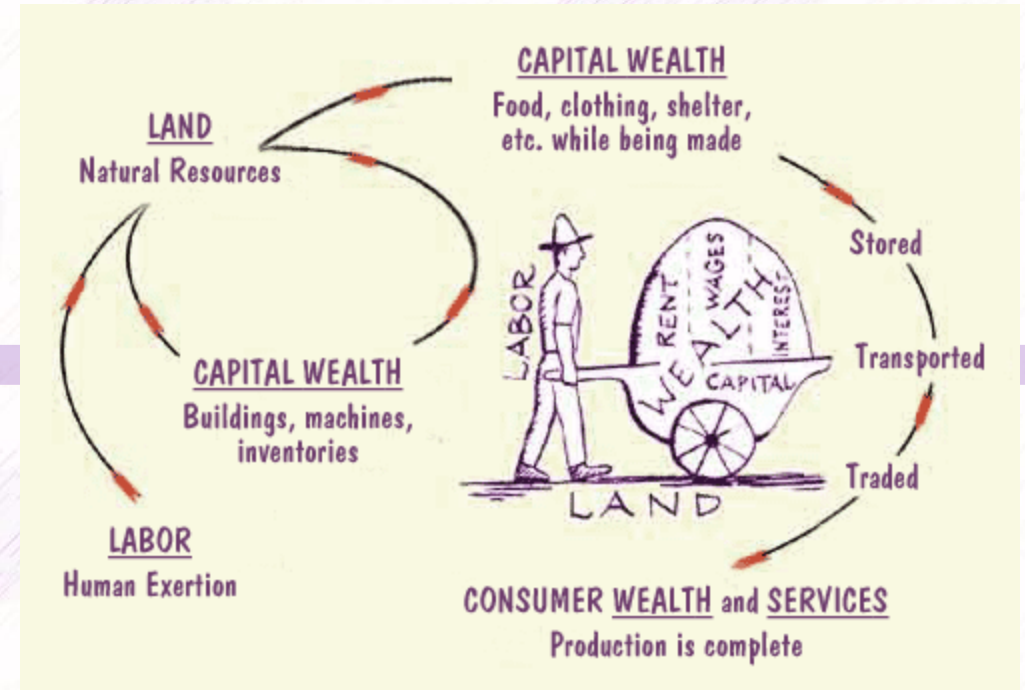 CAPITAL WEALTH
Food, clothing, shelter,
etc. while being made
LAND
Natural Resources
Stored
Transported
Traded
CAPITAL WEALTH
Buildings, machines,
inventories
LABOR
RENT
WAGES
WEALTH
INTEREST
CAPITAL
LAND
LABOR
Human Exertion
CONSUMER WEALTH and SERVICES
Production is complete